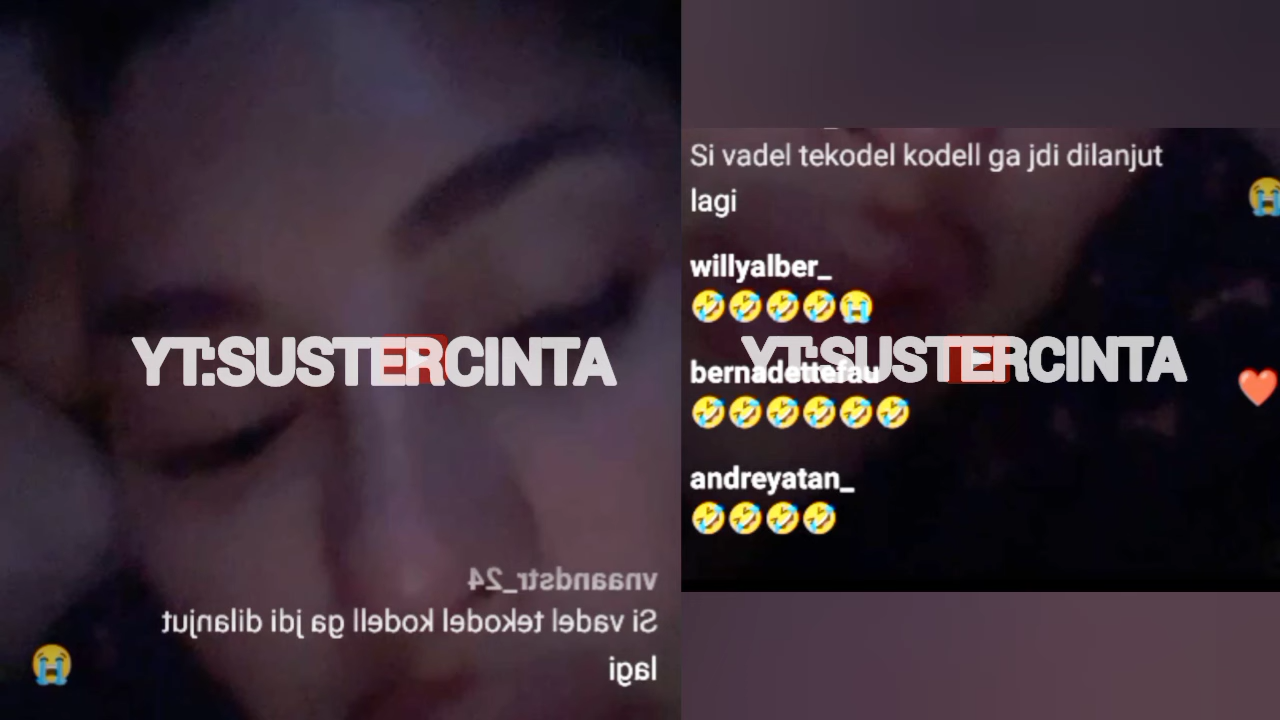 YT:SUSTERCINTA
vnaandstr_24
Si vadel tekodel kodell ga jdi dilanjut
lagi
Si vadel tekodel kodell ga jdi dilanjut
lagi
willyalber_
YT:SUSTERCINTA
bernadettefau
andreyatan_